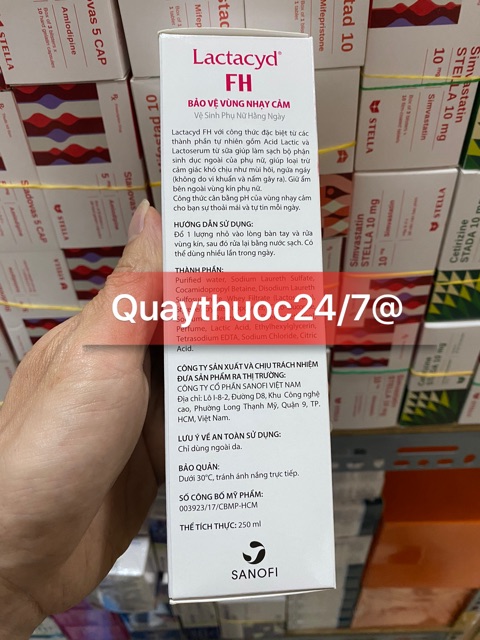 Lactacyd®
FH
BẢO VỆ VÙNG NHẠY CẢM
Vệ Sinh Phụ Nữ Hằng Ngày
Lactacyd FH với công thức đặc biệt từ các
thành phần tự nhiên gồm Acid Lactic và
Lactoserum từ sữa giúp làm sạch bộ phận
sinh dục ngoài của phụ nữ, giúp loại trừ
cảm giác khó chịu như mùi hôi, ngứa ngáy
(không do vi khuẩn và nấm gây ra). Giữ ẩm
bên ngoài vùng kín phụ nữ.
Công thức cân bằng pH của vùng nhạy cảm
cho bạn sự thoải mái và tự tin mỗi ngày.
HƯỚNG DẪN SỬ DỤNG:
Đổ 1 lượng nhỏ vào lòng bàn tay và rửa
vùng kín, sau đó rửa lại bằng nước sạch. Có
thể dùng nhiều lần trong ngày.
THÀNH PHẦN:
Purified water, Sodium Laureth Sulfate,
Cocamidopropyl Betaine, Disodium Laureth
Quaythuoc24/7@
Perfume, Lactic Acid, Ethylhexylglycerin,
Tetrasodium EDTA, Sodium Chloride, Citric
Acid.
CÔNG TY SẢN XUẤT VÀ CHỊU TRÁCH NHIỆM
ĐƯA SẢN PHẨM RA THỊ TRƯỜNG:
CÔNG TY CỔ PHẦN SANOFI VIỆT NAM
Địa chỉ: Lô I-8-2, Đường D8, Khu Công nghệ
cao, Phường Long Thạnh Mỹ, Quận 9, TP.
HCM, Việt Nam.
LƯU Ý VỀ AN TOÀN SỬ DỤNG:
Chỉ dùng ngoài da.
BẢO QUẢN:
Dưới 30°C, tránh ánh nắng trực tiếp.
SỐ CÔNG BỐ MỸ PHẨM:
003923/17/CBMP-HCM
THỂ TÍCH THỰC: 250 ml
SANOFI
STELLA
Amlodipine
Mifepristone
Simvastatin
STELLA 10 mg
Cetirizine
STADA 10 mg